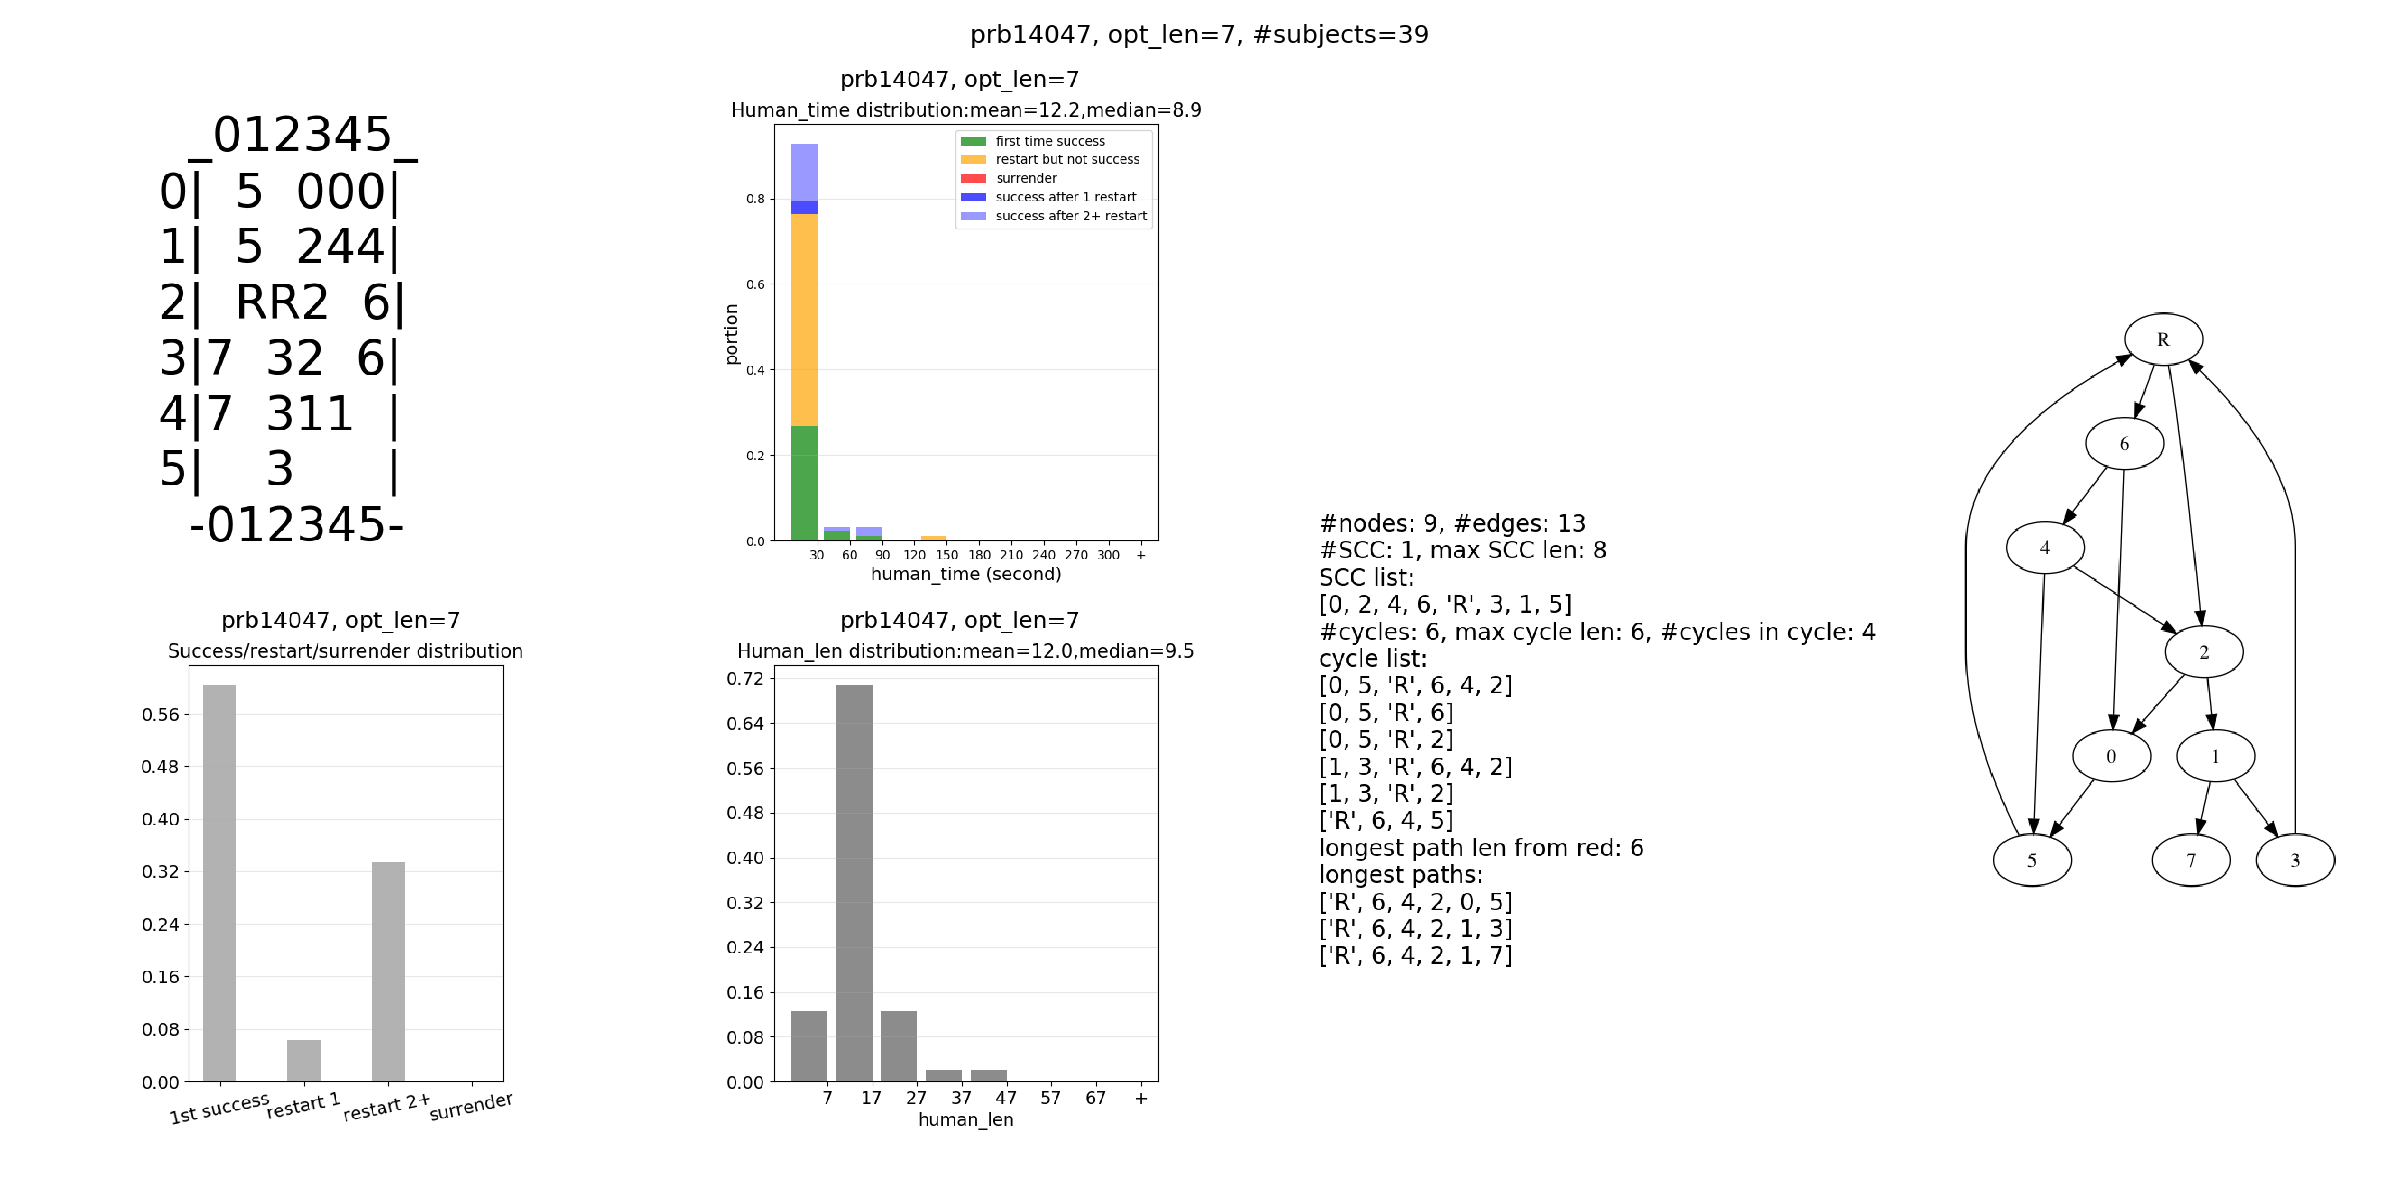 prb14047, opt_len=7, #subjects=39
_012345_
0| 5 000|
1| 5 244|
2| RR2 6|
3|7 32 6|
4|7 311 |
5| 3 |
-012345-
prb14047, opt_len=7
Human_time distribution:mean=12.2,median=8.9
first time success
restart but not success
surrender
success after 1 restart
success after 2+ restart
portion
0.8
0.6
0.4
0.2
0.0
30 60 90 120 150 180 210 240 270 300 +
human_time (second)
prb14047, opt_len=7
Success/restart/surrender distribution
0.56
0.48
0.40
0.32
0.24
0.16
0.08
0.00
1st success restart 1 restart 2+ surrender
prb14047, opt_len=7
Human_len distribution:mean=12.0,median=9.5
0.72
0.64
0.56
0.48
0.40
0.32
0.24
0.16
0.08
0.00
7 17 27 37 47 57 67 +
human_len
#nodes: 9, #edges: 13
#SCC: 1, max SCC len: 8
SCC list:
[0, 2, 4, 6, 'R', 3, 1, 5]
#cycles: 6, max cycle len: 6, #cycles in cycle: 4
cycle list:
[0, 5, 'R', 6, 4, 2]
[0, 5, 'R', 6]
[0, 5, 'R', 2]
[1, 3, 'R', 6, 4, 2]
[1, 3, 'R', 2]
['R', 6, 4, 5]
longest path len from red: 6
longest paths:
['R', 6, 4, 2, 0, 5]
['R', 6, 4, 2, 1, 3]
['R', 6, 4, 2, 1, 7]
R
6
4
2
0 1
5 7 3